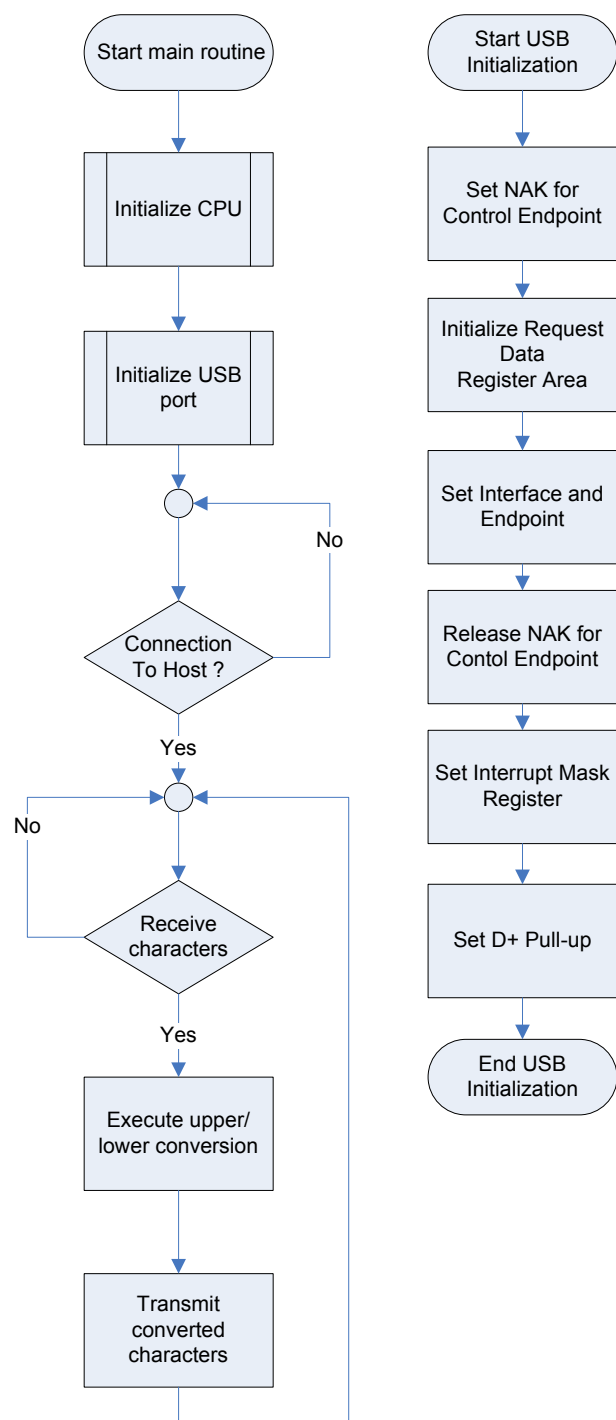 Start main routine
Initialize CPU
Initialize USB
port
No
Connection
To Host ?
Yes
No
Receive
characters
Yes
Execute upper/
lower conversion
Transmit
converted
characters
Start USB
Initialization
Set NAK for
Control Endpoint
Initialize Request
Data
Register Area
Set Interface and
Endpoint
Release NAK for
Contol Endpoint
Set Interrupt Mask
Register
Set D+ Pull-up
End USB
Initialization